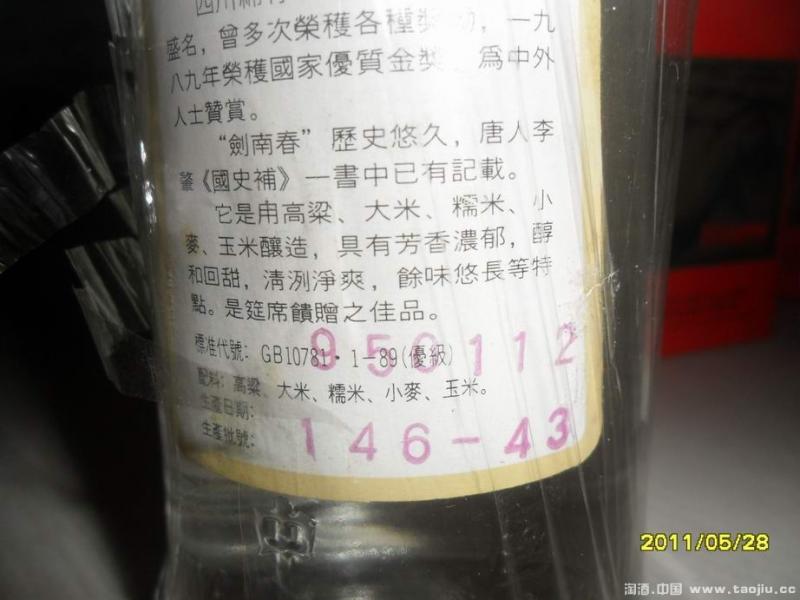 四川綿竹
盛名，曾多次榮獲各種獎勵，一九
八九年榮獲國家優質金獎，爲中外
人士贊賞。
“劍南春”歷史悠久，唐人李
肇《國史補》一書中已有記載。
它是用高粱、大米、糯米、小
麥、玉米釀造，具有芳香濃郁，醇
和回甜，清洌淨爽，餘味悠長等特
點。是筵席饋贈之佳品。
標准代號：GB10781·1-89(優級)
950112
配料：高粱、大米、糯米、小麥、玉米。
生產日期：
生產批號：
146-43
2011/05/28
淘酒.中国 www.taojiu.cc